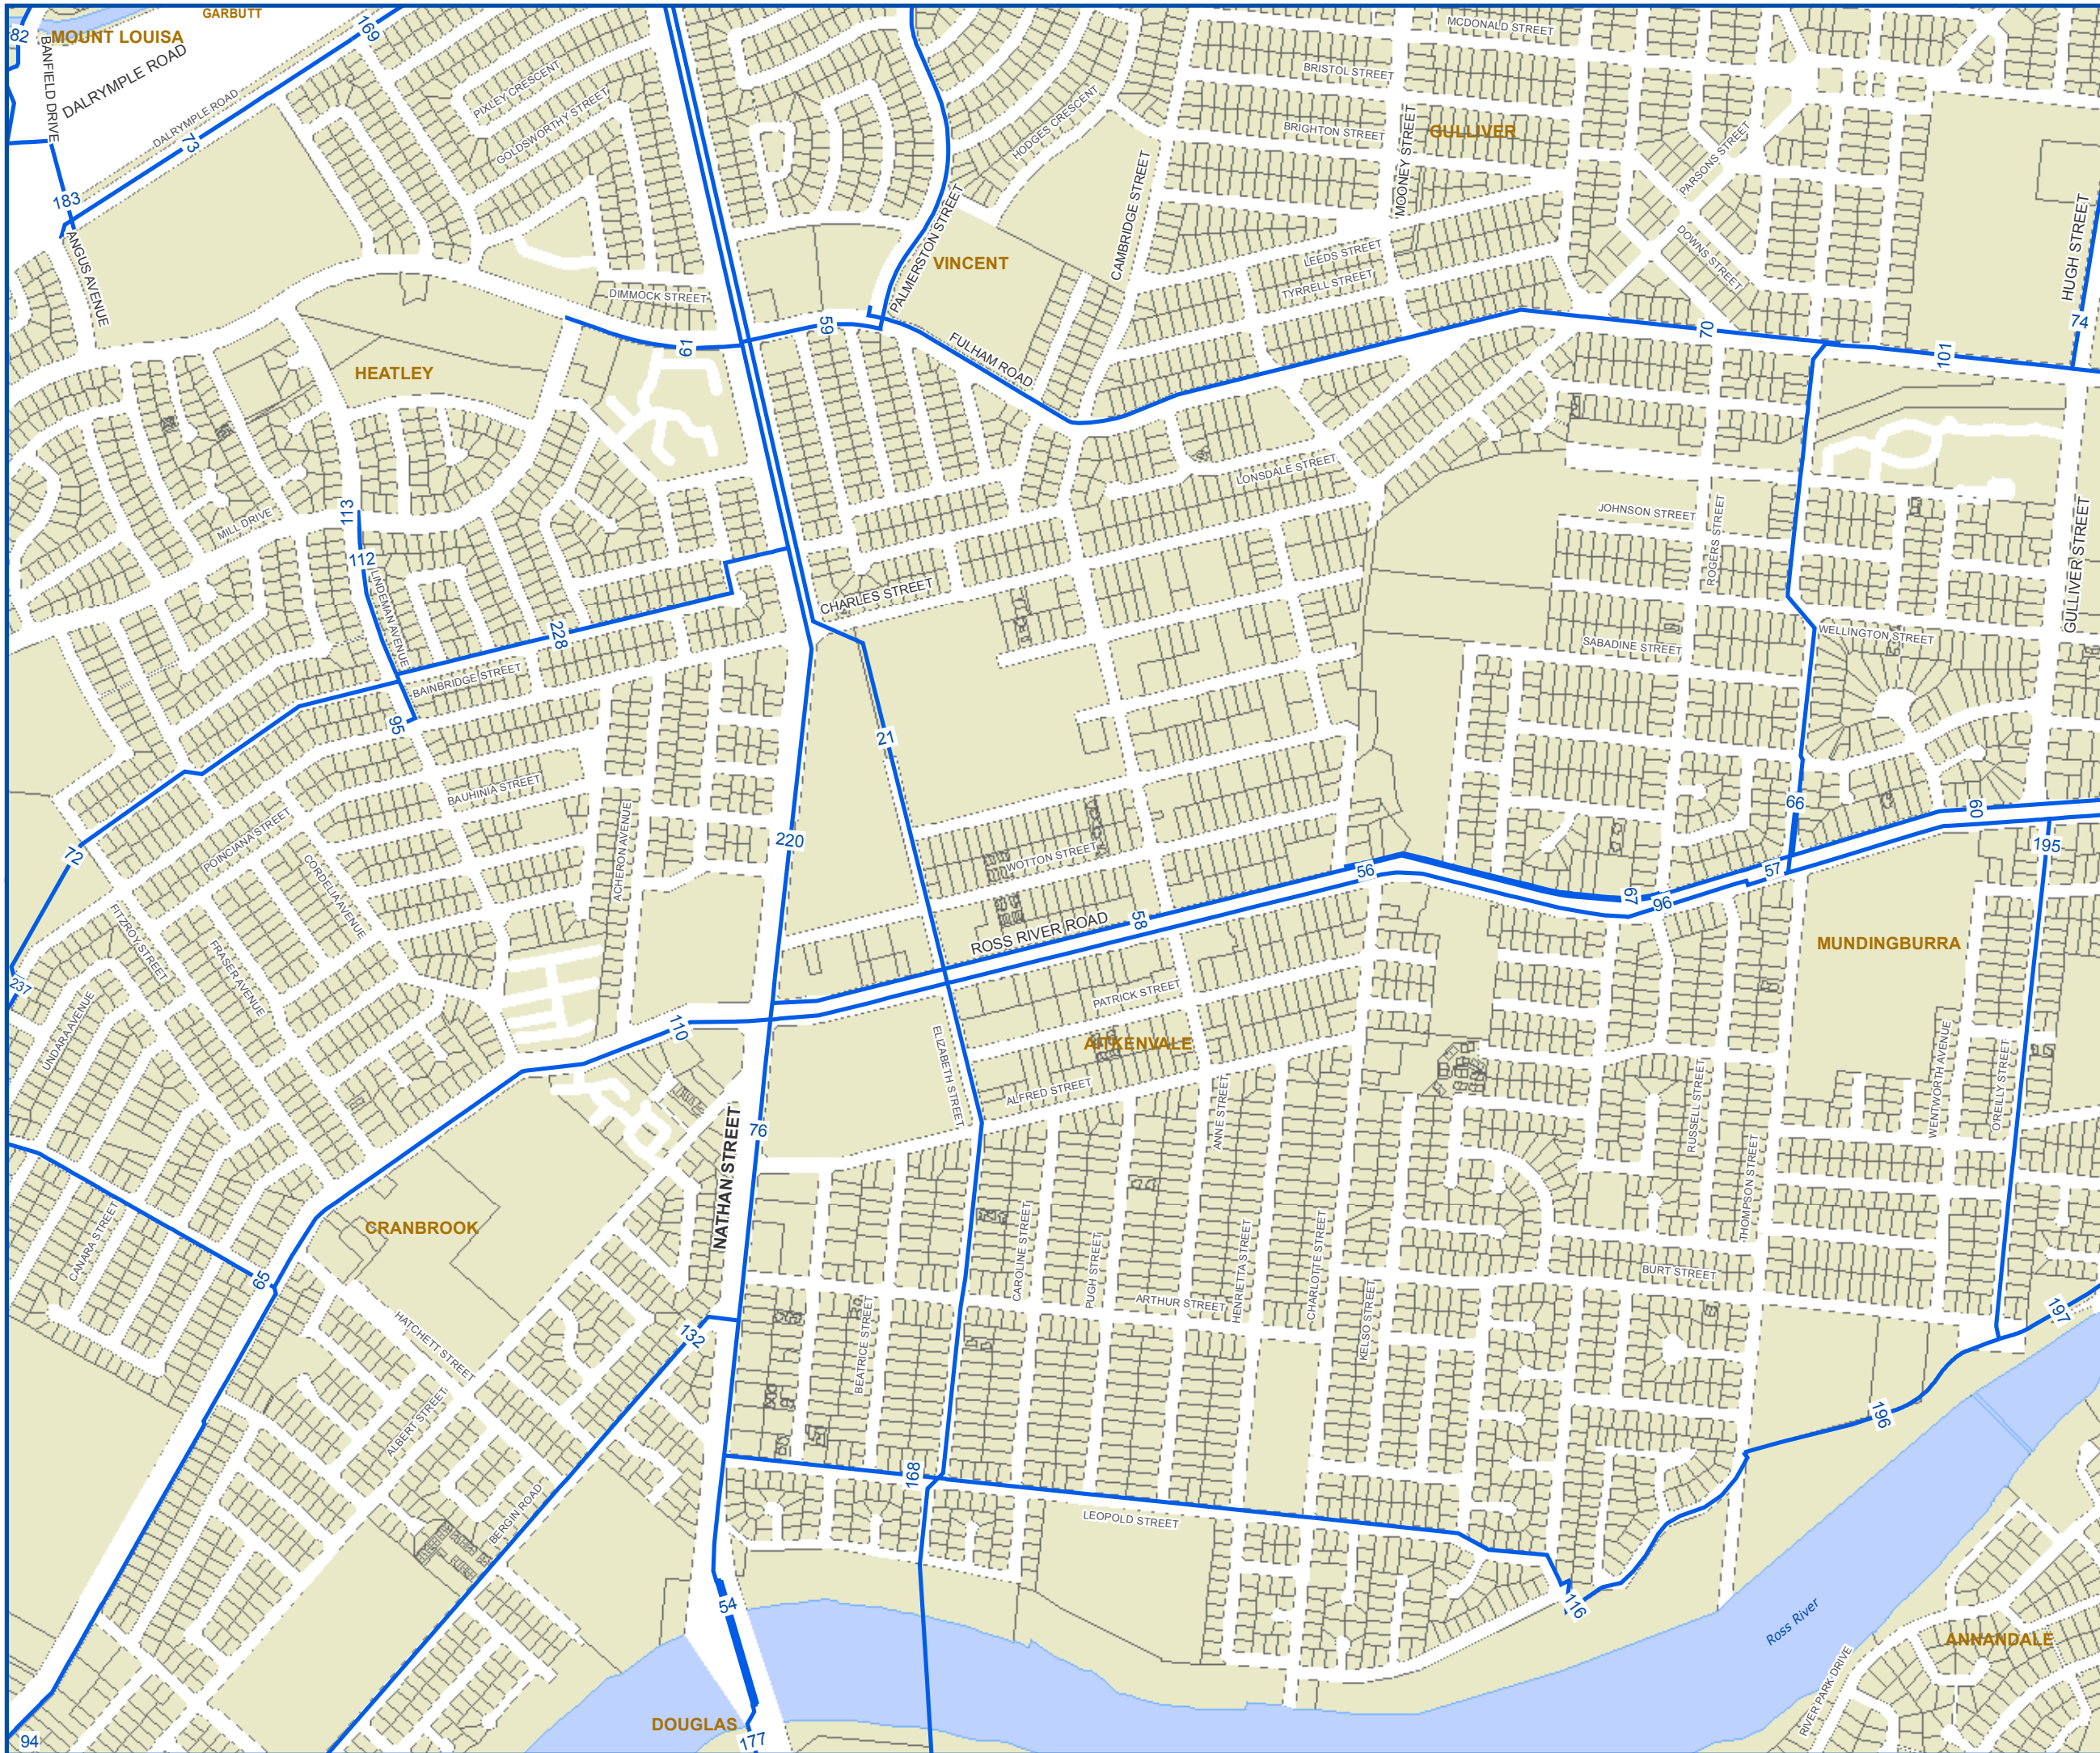 GARBUTT
169
MCDONALD STREET
82
MOUNT LOUISA
BANFIELD DRIVE
DALRYMPLE ROAD
PIXLEY CRESCENT
BRISTOL STREET
DALRYMPLE ROAD
GOLDSWORTHY STREET
HODGES CRESCENT
BRIGHTON STREET
GULLIVER
MOONEY STREET
73
PARSONS STREET
183
CAMBRIDGE STREET
PALMERSTON STREET
HUGH STREET
ANGUS AVENUE
DOWNS STREET
LEEDS STREET
VINCENT
TYRRELL STREET
DIMMOCK STREET
59
70
74
61
FULHAM ROAD
101
HEATLEY
LONSDALE STREET
113
MILL DRIVE
JOHNSON STREET
ROGERS STREET
112
GULLIVER STREET
LINDEMAN AVENUE
CHARLES STREET
228
WELLINGTON STREET
SABADINE STREET
BAINBRIDGE STREET
95
21
BAUHINIA STREET
66
60
POINCIANA STREET
ACHERON AVENUE
220
195
72
WOTTON STREET
CORDELIA AVENUE
56
57
67
96
58
FITZROY STREET
ROSS RIVER ROAD
MUNDINGBURRA
FRASER AVENUE
237
PATRICK STREET
UNDARA AVENUE
110
AITKENVALE
ELIZABETH STREET
WENTWORTH AVENUE
O'REILLY STREET
ALFRED STREET
ANNE STREET
RUSSELL STREET
76
NATHAN STREET
THOMPSON STREET
CRANBROOK
CANARA STREET
CAROLINE STREET
PUGH STREET
HENRIETTA STREET
CHARLOTTE STREET
65
BURT STREET
ARTHUR STREET
KELSO STREET
197
HATCHETT STREET
132
BEATRICE STREET
ALBERT STREET
196
168
BERGIN ROAD
LEOPOLD STREET
54
116
Ross River
ANNANDALE
RIVER PARK DRIVE
DOUGLAS
94
177